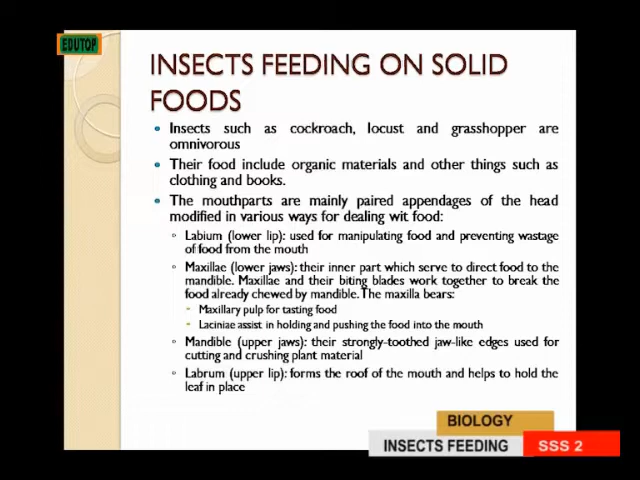 EDUTOP
INSECTS FEEDING ON SOLID
FOODS
Insects such as cockroach, locust and grasshopper are
omnivorous
Their food include organic materials and other things such as
clothing and books.
The mouthparts are mainly paired appendages of the head
modified in various ways for dealing wit food:
Labium (lower lip): used for manipulating food and preventing wastage
of food from the mouth
Maxillae (lower jaws): their inner part which serve to direct food to the
mandible. Maxillae and their biting blades work together to break the
food already chewed by mandible. The maxilla bears:
Maxillary pulp for tasting food
Laciniae assist in holding and pushing the food into the mouth
Mandible (upper jaws): their strongly-toothed jaw-like edges used for
cutting and crushing plant material
Labrum (upper lip): forms the roof of the mouth and helps to hold the
leaf in place
BIOLOGY
INSECTS FEEDING SSS 2